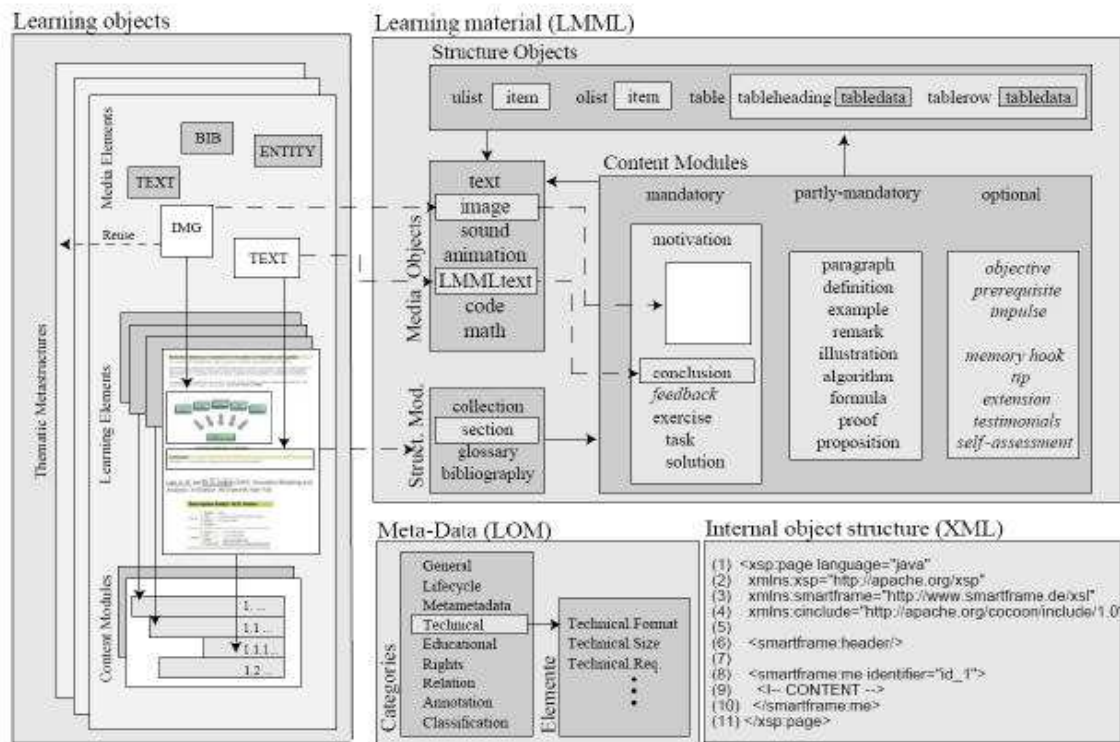 Learning objects
Thematic Metastructures
Media Elements
BIB
ENTITY
TEXT
IMG
Reuse
TEXT
Learning Elements
Content Modules
1. ...
1.1 ...
1.1.1...
1.2 ...
Learning material (LMML)
Structure Objects
ulist item olist item table tableheading tabledata tablerow tabledata
Media Objects
text
image
sound
animation
LMMLtext
code
math
Struct. Mod.
collection
section
glossary
bibliography
Content Modules
mandatory partly-mandatory optional
motivation
conclusion
feedback
exercise
task
solution
paragraph
definition
example
remark
illustration
algorithm
formula
proof
proposition
objective
prerequisite
impulse
memory hook
tip
extension
testimonials
self-assessment
Meta-Data (LOM)
Categories
General
Lifecycle
Metametadata
Technical
Educational
Rights
Relation
Annotation
Classification
Elemente
Technical.Format
Technical.Size
Technical.Req.
Internal object structure (XML)
(1) <xsp:page language="java"
(2) xmlns:xsp="http://apache.org/xsp"
(3) xmlns:smartframe="http://www.smartframe.de/xsl"
(4) xmlns:cinclude="http://apache.org/cocoon/include/1.0"
(5)
(6) <smartframe:header/>
(7)
(8) <smartframe:me identifier="id_1">
(9) <!-- CONTENT -->
(10) </smartframe:me>
(11) </xsp:page>